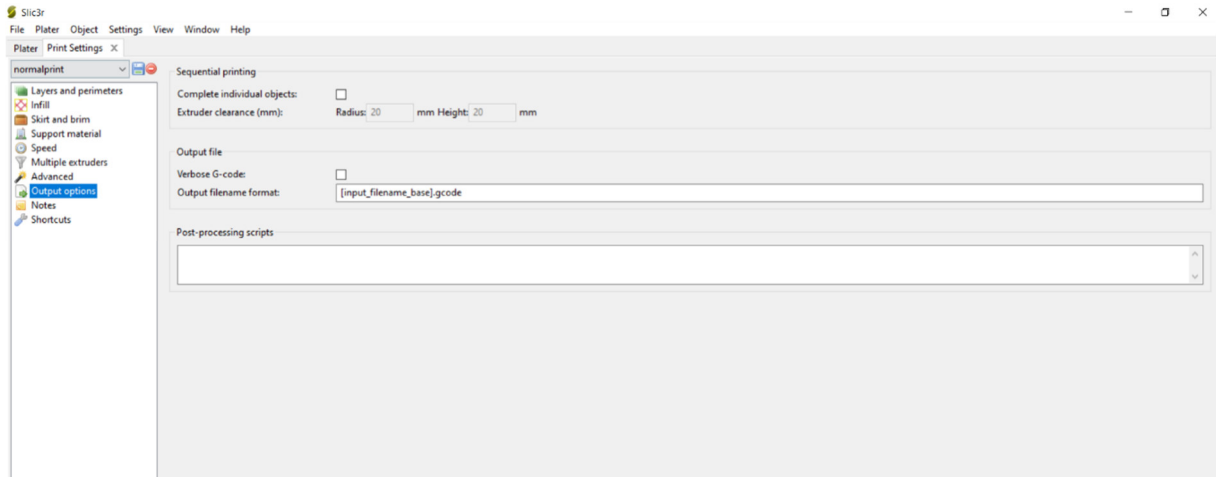 Slic3r
File Plater Object Settings View Window Help
Plater Print Settings
normalprint
Layers and perimeters
Infill
Skirt and brim
Support material
Speed
Multiple extruders
Advanced
Output options
Notes
Shortcuts
Sequential printing
Complete individual objects:
Extruder clearance (mm): Radius: 20 mm Height: 20 mm
Output file
Verbose G-code:
Output filename format: [input_filename_base].gcode
Post-processing scripts